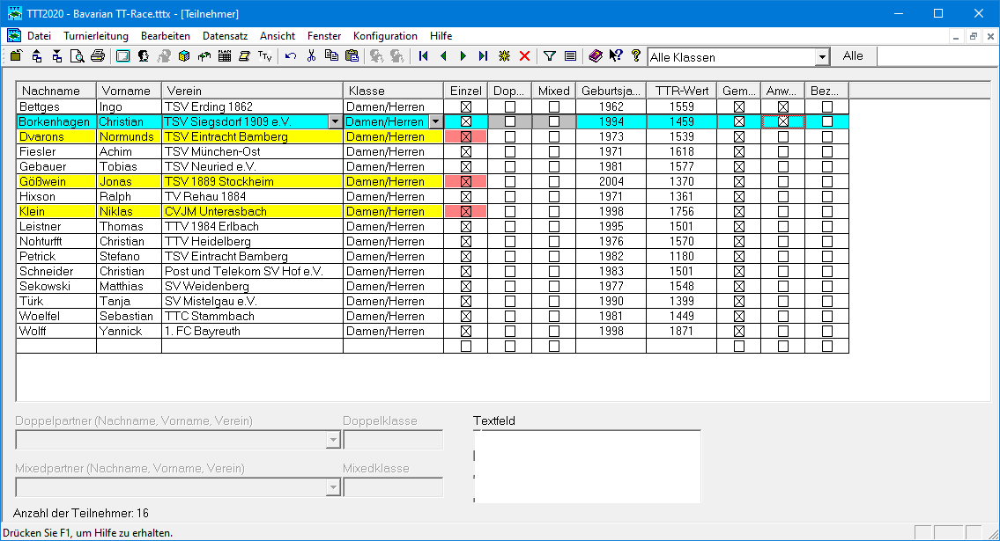 TTT2020 - Bavarian TT-Race.tttx - [Teilnehmer]
Datei Turnierleitung Bearbeiten Datensatz Ansicht Fenster Konfiguration Hilfe
TTV Alle Klassen Alle
Nachname Vorname Verein Klasse Einzel Dop... Mixed Geburtsja... TTR-Wert Gem... Anw... Bez...
Bettges Ingo TSV Erding 1862 Damen/Herren 1962 1559
Borkenhagen Christian TSV Siegsdorf 1909 e.V. Damen/Herren 1994 1459
Dvarons Normunds TSV Eintracht Bamberg Damen/Herren 1973 1539
Fiesler Achim TSV München-Ost Damen/Herren 1971 1618
Gebauer Tobias TSV Neuried e.V. Damen/Herren 1981 1577
Gößwein Jonas TSV 1889 Stockheim Damen/Herren 2004 1370
Hixson Ralph TV Rehau 1884 Damen/Herren 1971 1361
Klein Niklas CVJM Unterasbach Damen/Herren 1998 1756
Leistner Thomas TTV 1984 Erlbach Damen/Herren 1995 1501
Nohturfft Christian TTV Heidelberg Damen/Herren 1976 1570
Petrick Stefano TSV Eintracht Bamberg Damen/Herren 1982 1180
Schneider Christian Post und Telekom SV Hof e.V. Damen/Herren 1983 1501
Sekowski Matthias SV Weidenberg Damen/Herren 1977 1548
Türk Tanja SV Mistelgau e.V. Damen/Herren 1990 1399
Woelfel Sebastian TTC Stammbach Damen/Herren 1981 1449
Wolff Yannick 1. FC Bayreuth Damen/Herren 1998 1871
Doppelpartner (Nachname, Vorname, Verein) Doppelklasse Textfeld
Mixedpartner (Nachname, Vorname, Verein) Mixedklasse
Anzahl der Teilnehmer: 16
Drücken Sie F1, um Hilfe zu erhalten.